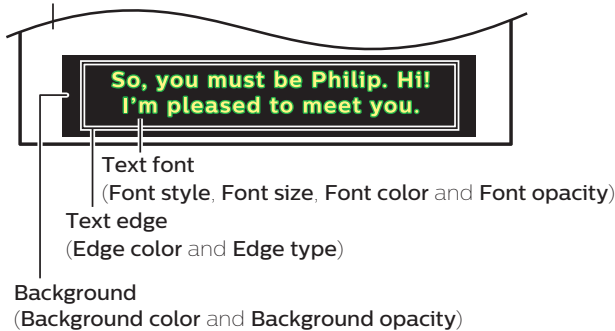 So, you must be Philip. Hi!
I'm pleased to meet you.
Text font
(Font style, Font size, Font color and Font opacity)
Text edge
(Edge color and Edge type)
Background
(Background color and Background opacity)